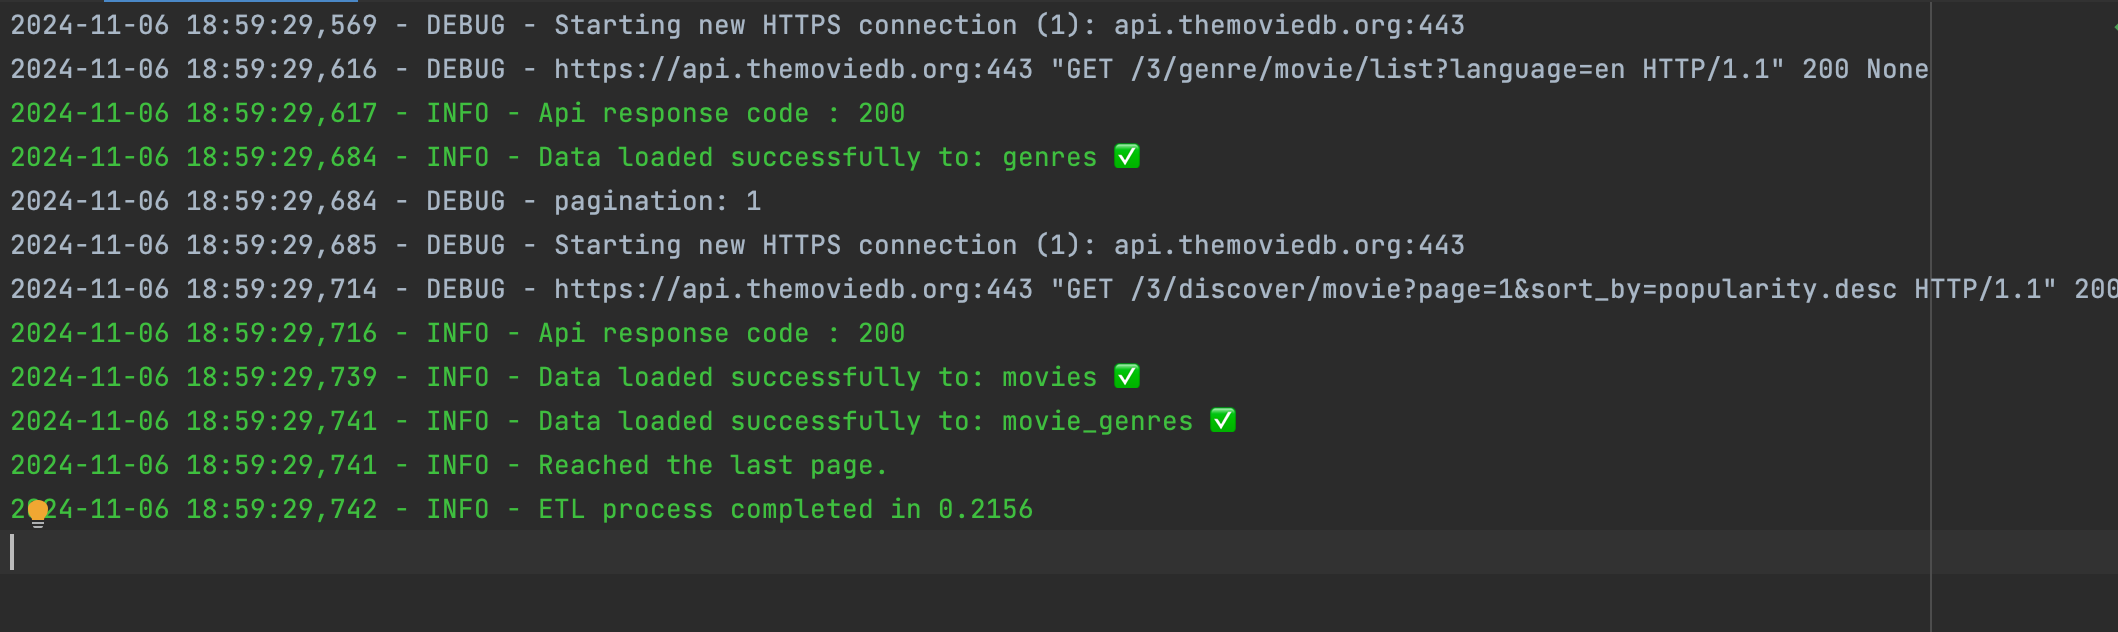 2024-11-06 18:59:29,569 - DEBUG - Starting new HTTPS connection (1): api.themoviedb.org:443
2024-11-06 18:59:29,616 - DEBUG - https://api.themoviedb.org:443 "GET /3/genre/movie/list?language=en HTTP/1.1" 200 None
2024-11-06 18:59:29,617 - INFO - Api response code : 200
2024-11-06 18:59:29,684 - INFO - Data loaded successfully to: genres ✅
2024-11-06 18:59:29,684 - DEBUG - pagination: 1
2024-11-06 18:59:29,685 - DEBUG - Starting new HTTPS connection (1): api.themoviedb.org:443
2024-11-06 18:59:29,714 - DEBUG - https://api.themoviedb.org:443 "GET /3/discover/movie?page=1&sort_by=popularity.desc HTTP/1.1" 200
2024-11-06 18:59:29,716 - INFO - Api response code : 200
2024-11-06 18:59:29,739 - INFO - Data loaded successfully to: movies ✅
2024-11-06 18:59:29,741 - INFO - Data loaded successfully to: movie_genres ✅
2024-11-06 18:59:29,741 - INFO - Reached the last page.
2024-11-06 18:59:29,742 - INFO - ETL process completed in 0.2156